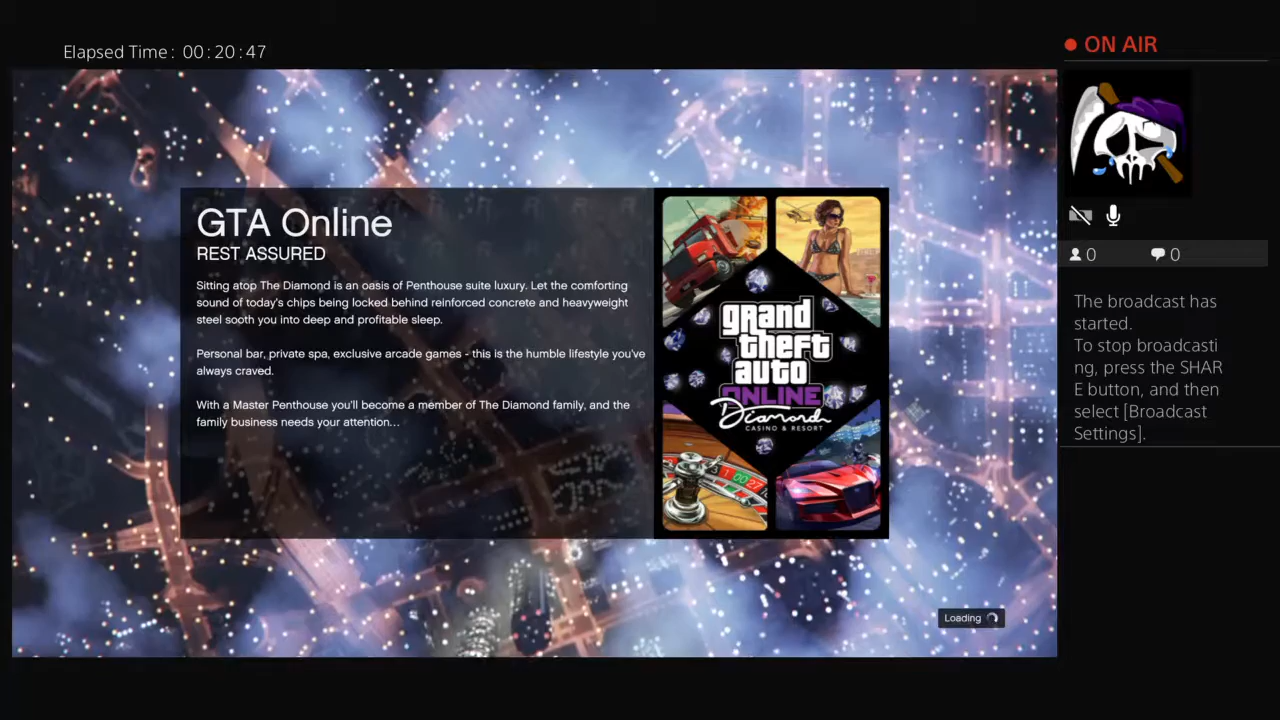 Elapsed Time: 00:20:47
ON AIR
GTA Online
REST ASSURED
Sitting atop The Diamond is an oasis of Penthouse suite luxury. Let the comforting
sound of today's chips being locked behind reinforced concrete and heavyweight
steel sooth you into deep and profitable sleep.
Personal bar, private spa, exclusive arcade games - this is the humble lifestyle you've
always craved.
With a Master Penthouse you'll become a member of The Diamond family, and the
family business needs your attention...
grand
theft
auto
ONLINE
Diamond
CASINO & RESORT
Loading
0
0
The broadcast has
started.
To stop broadcasti
ng, press the SHAR
E button, and then
select [Broadcast
Settings].